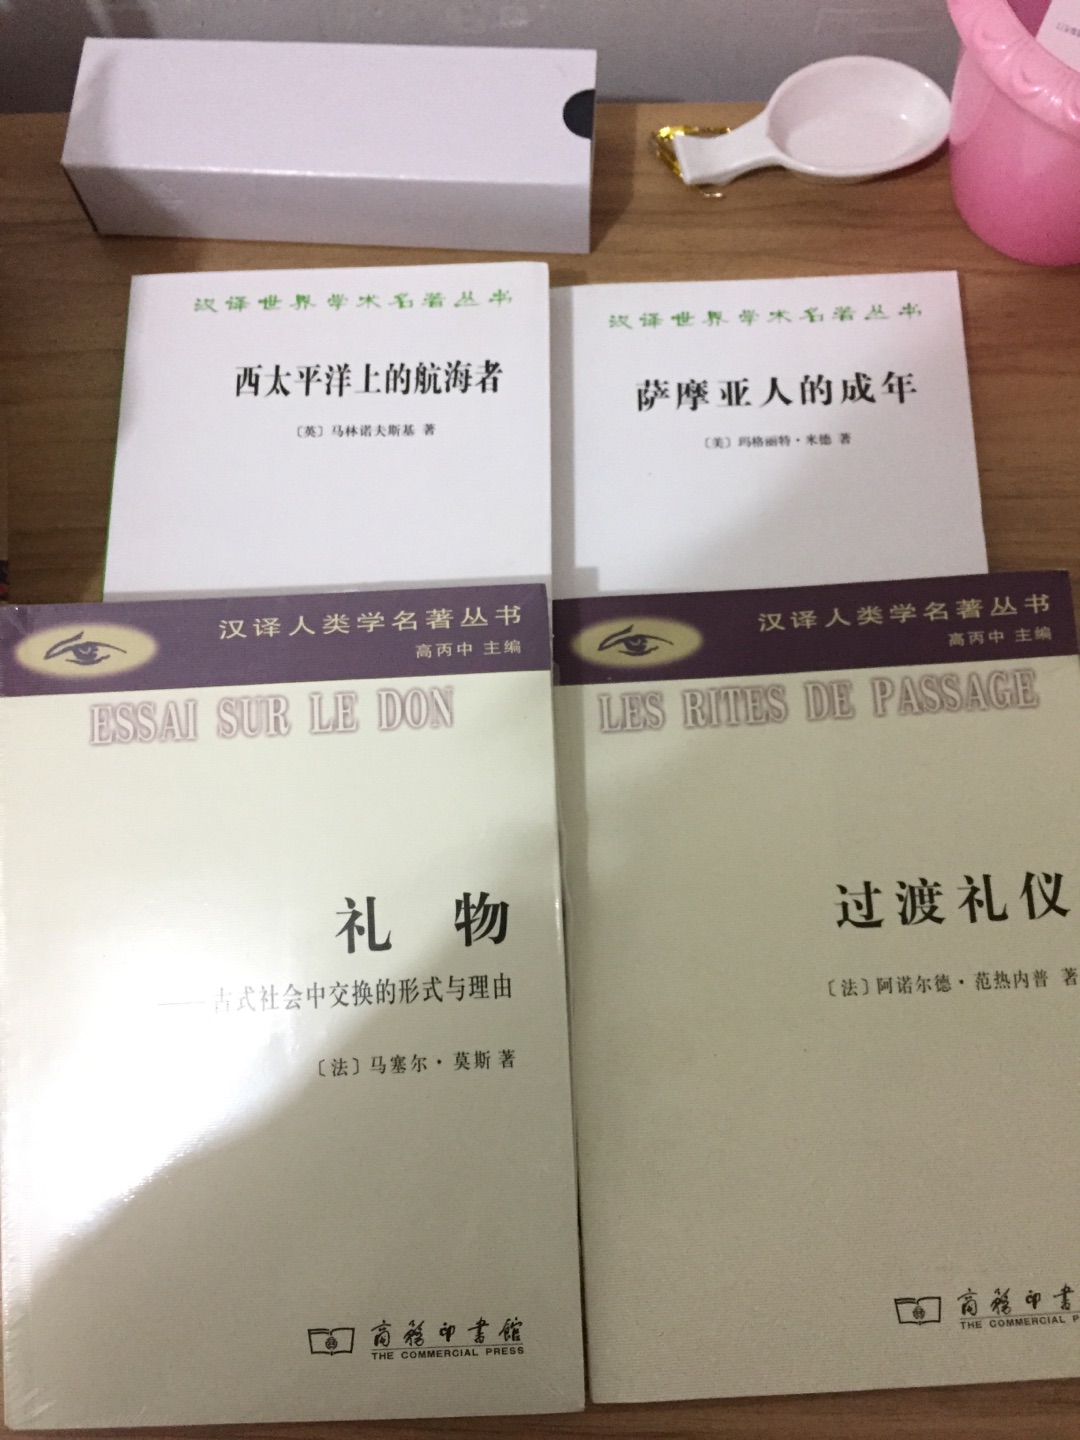 汉译世界学术名著丛书
西太平洋上的航海者
〔英〕马林诺夫斯基 著
汉译世界学术名著丛书
萨摩亚人的成年
〔美〕玛格丽特·米德 著
汉译人类学名著丛书
高丙中 主编
ESSAI SUR LE DON
礼 物
——古式社会中交换的形式与理由
〔法〕马塞尔·莫斯 著
商務印書館
THE COMMERCIAL PRESS
汉译人类学名著丛书
高丙中 主编
LES RITES DE PASSAGE
过渡礼仪
〔法〕阿诺尔德·范热内普 著
商務印書
THE COMMERCIAL P